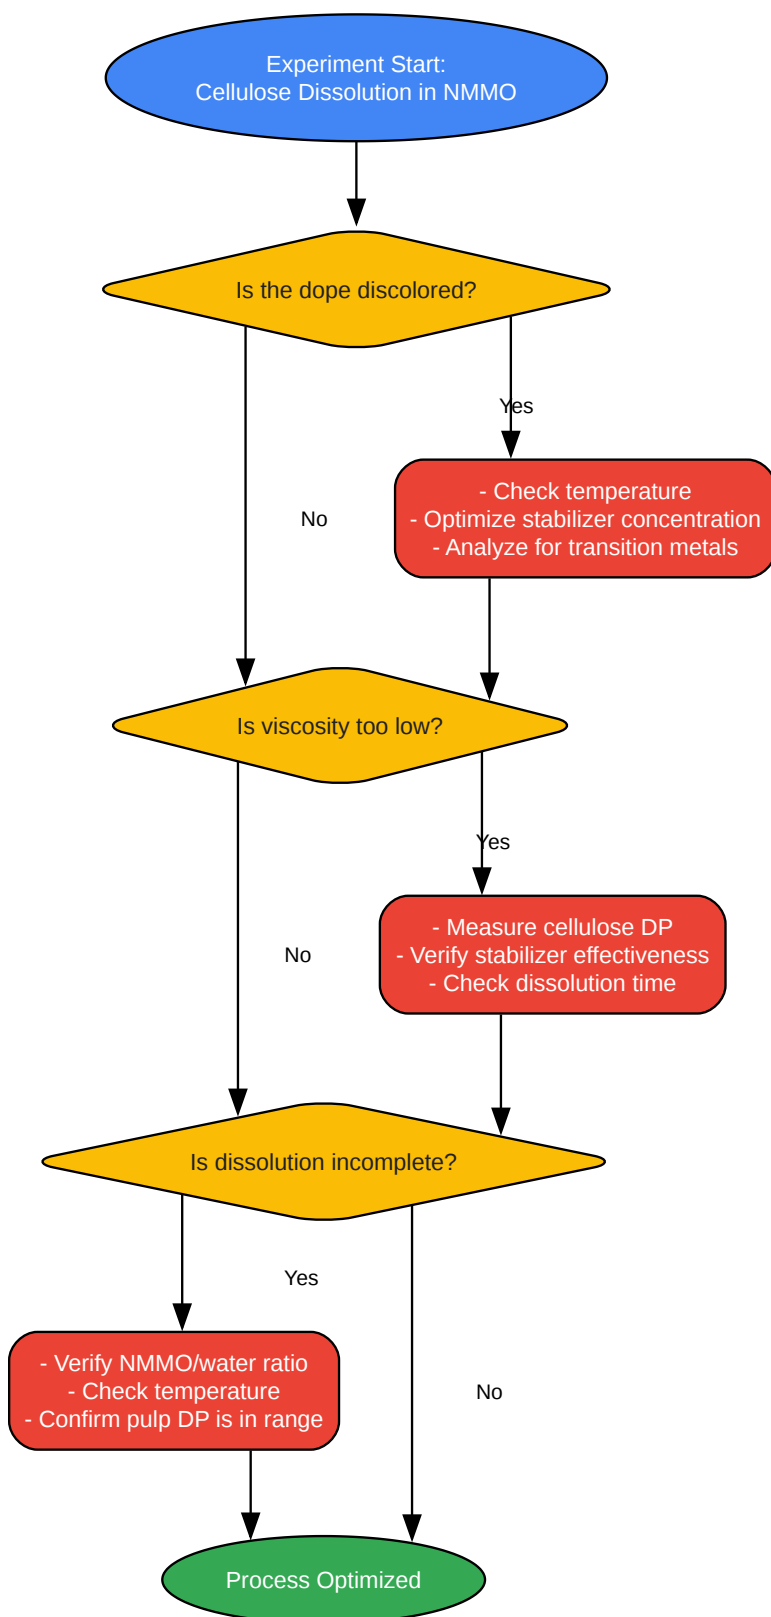 Experiment Start:
Cellulose Dissolution in NMMO
Is the dope discolored?
Yes
- Check temperature
- Optimize stabilizer concentration
- Analyze for transition metals
No
Is viscosity too low?
Yes
- Measure cellulose DP
- Verify stabilizer effectiveness
- Check dissolution time
No
Is dissolution incomplete?
Yes
- Verify NMMO/water ratio
- Check temperature
- Confirm pulp DP is in range
No
Process Optimized